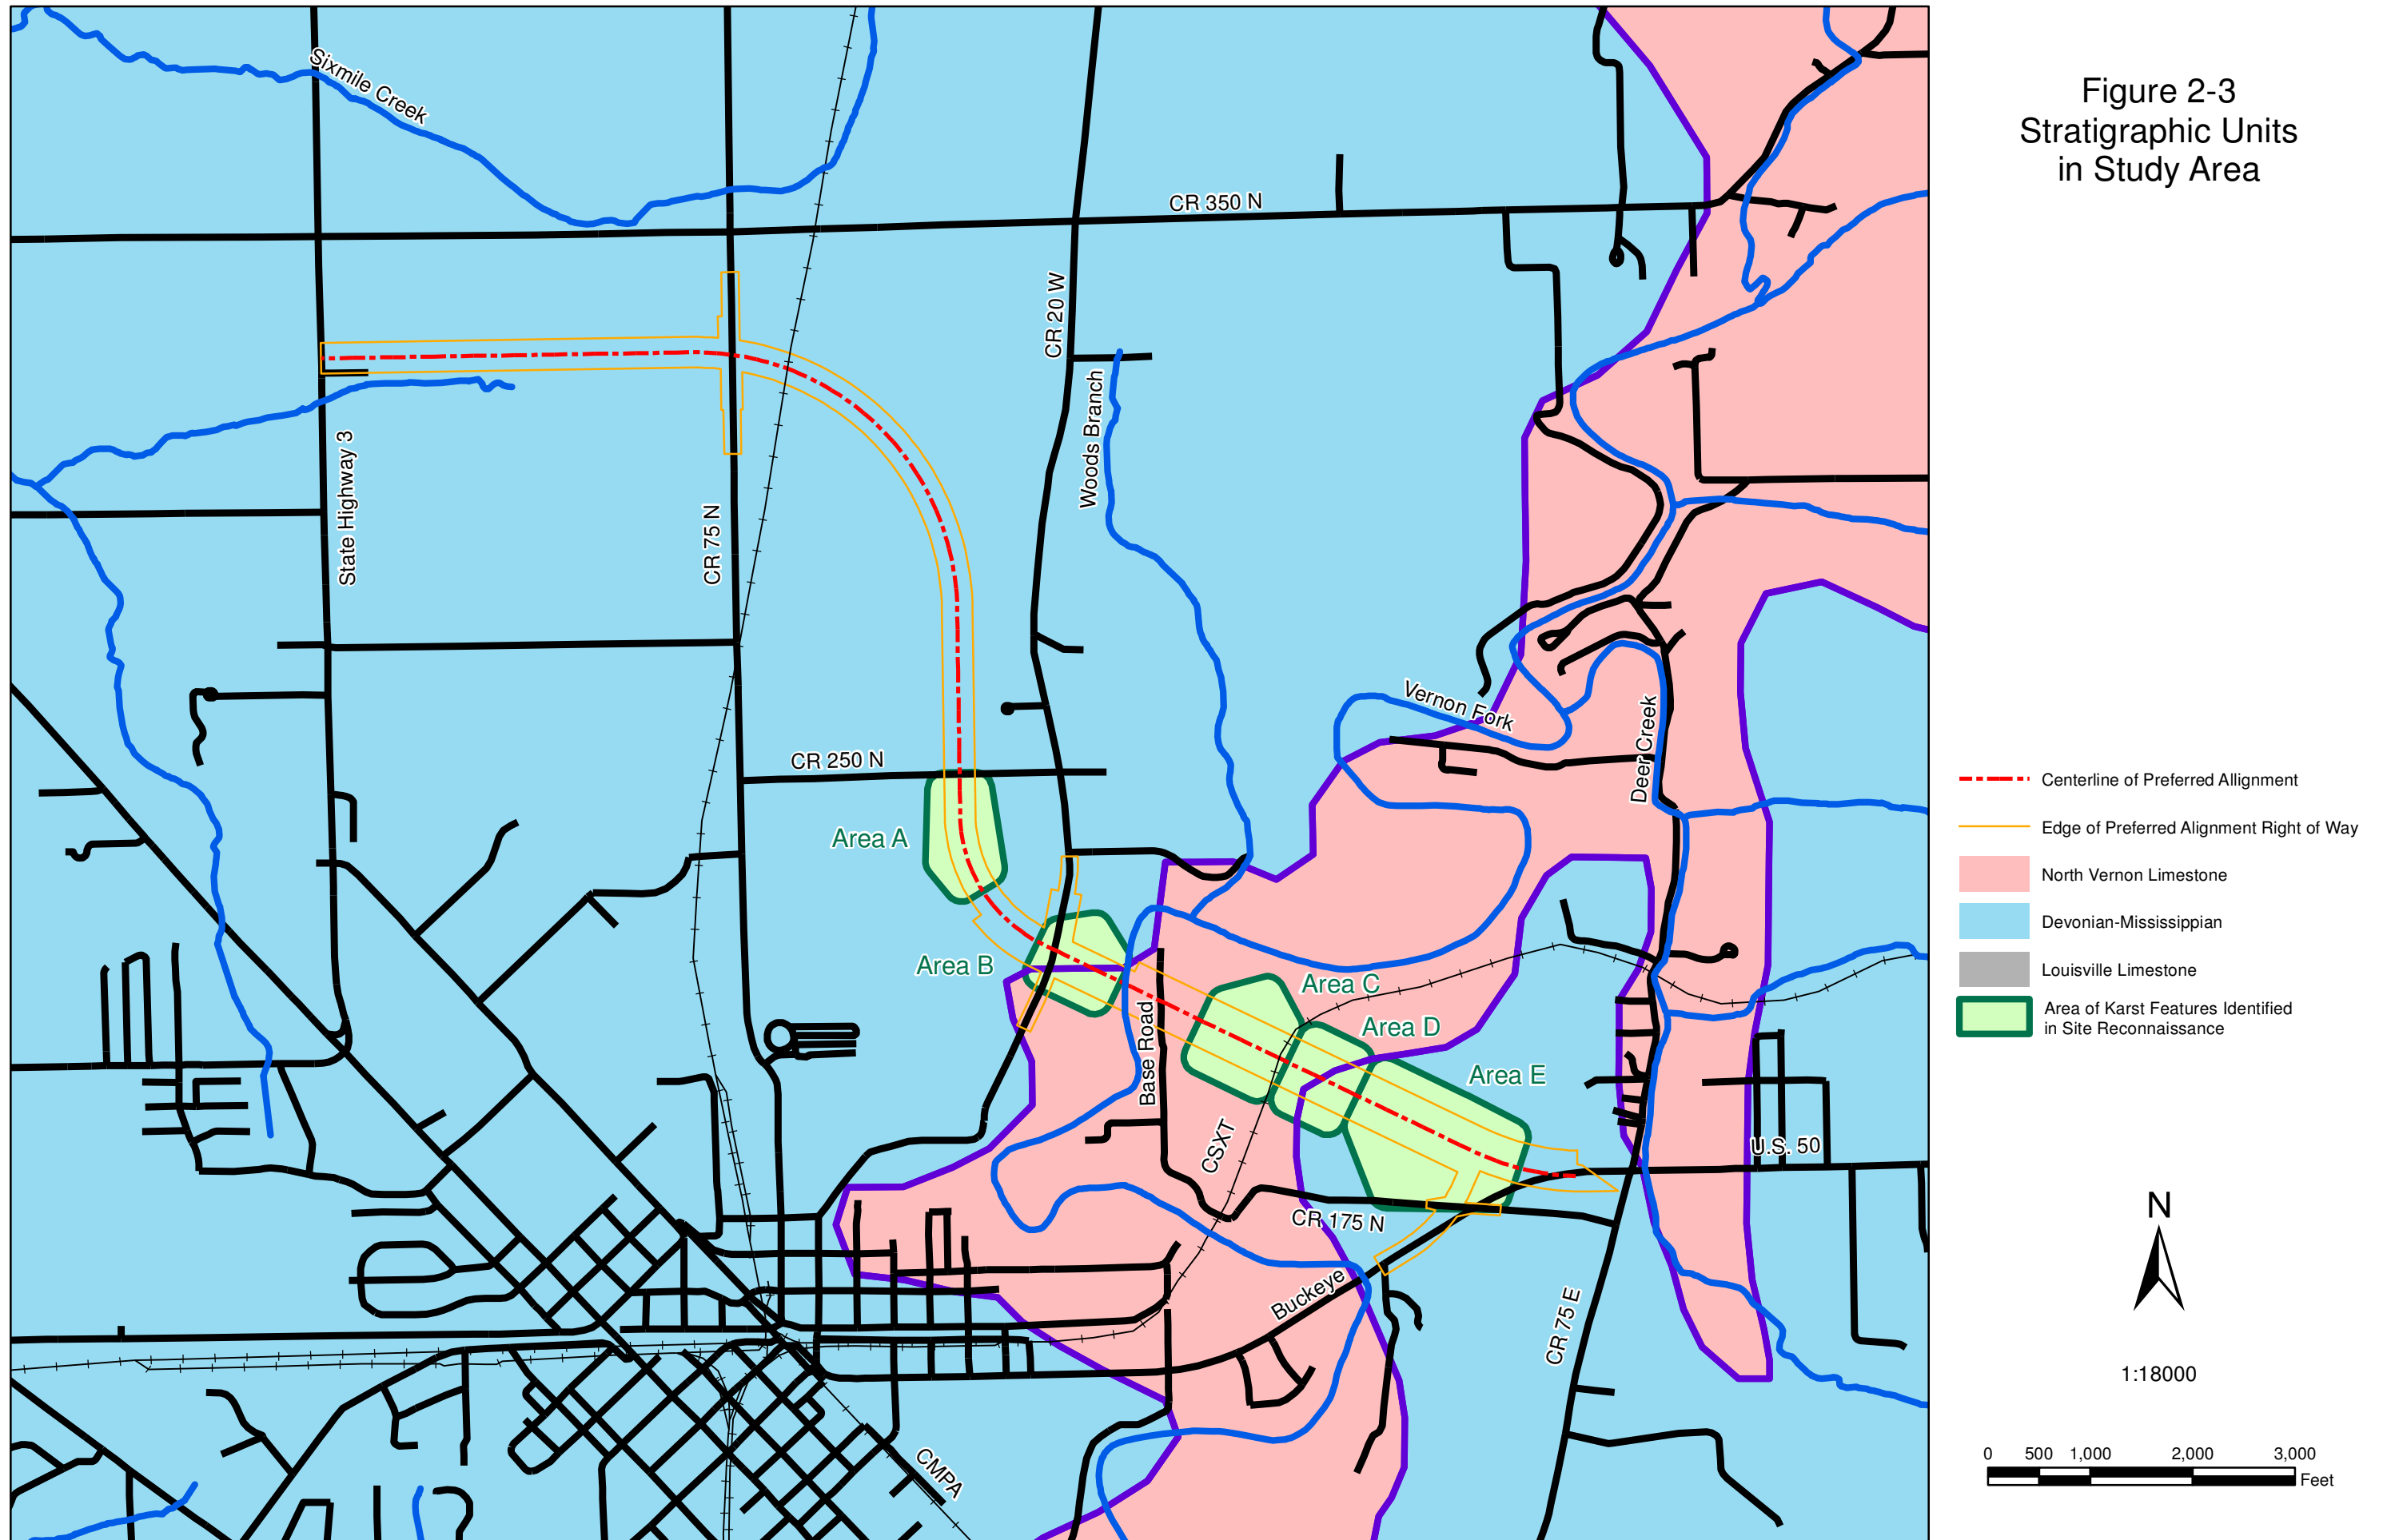 Figure 2-3
Stratigraphic Units
in Study Area
Sixmile Creek
CR 350 N
CR 20 W
Woods Branch
State Highway 3
CR 75 N
Vernon Fork
Deer Creek
CR 250 N
Area A
Area B
Area C
Area D
Area E
Base Road
CSXT
U.S. 50
CR 175 N
Buckeye
CR 75 E
CMPA
Centerline of Preferred Allignment
Edge of Preferred Alignment Right of Way
North Vernon Limestone
Devonian-Mississippian
Louisville Limestone
Area of Karst Features Identified
in Site Reconnaissance
N
1:18000
0 500 1,000 2,000 3,000
Feet